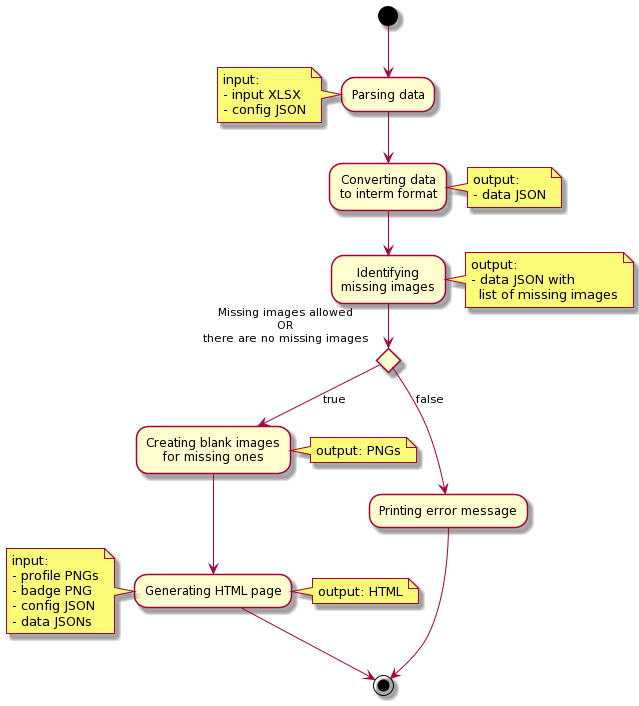 input:
- input XLSX
- config JSON
Parsing data
Converting data
to interm format
output:
- data JSON
Identifying
missing images
output:
- data JSON with
list of missing images
Missing images allowed
OR
there are no missing images
true
false
Creating blank images
for missing ones
output: PNGs
Printing error message
input:
- profile PNGs
- badge PNG
- config JSON
- data JSONs
Generating HTML page
output: HTML